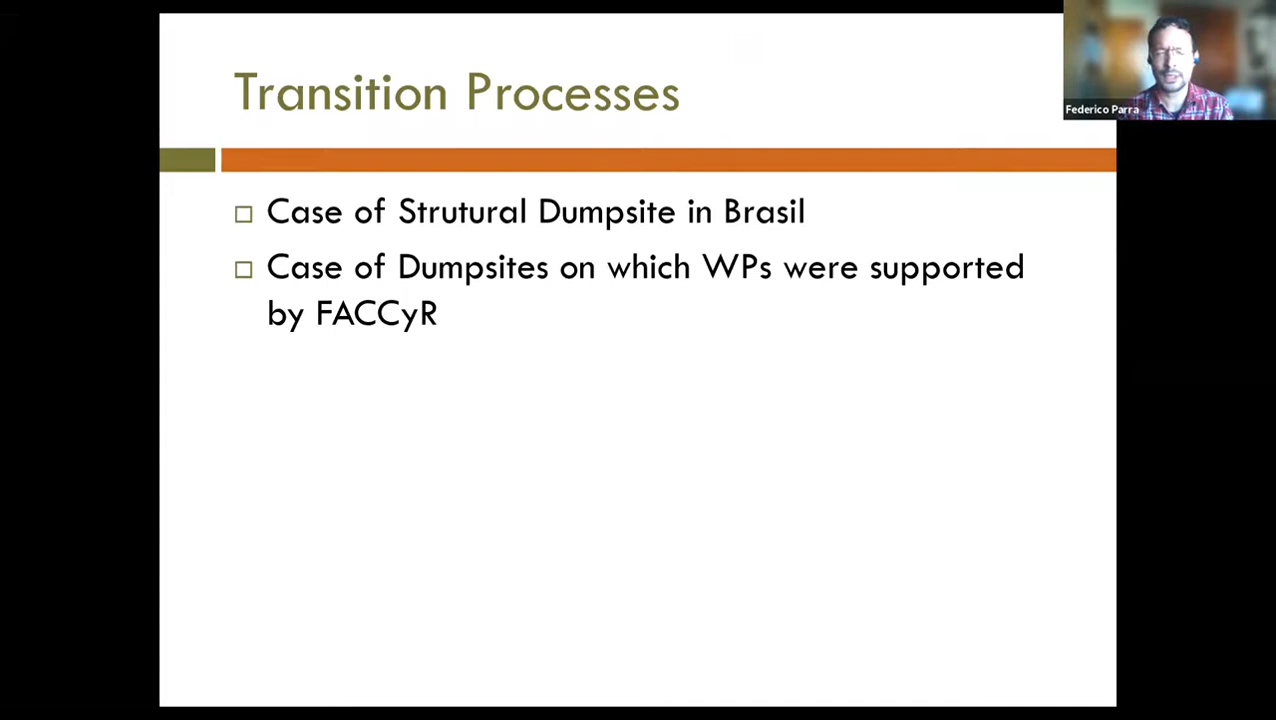 Transition Processes
Federico Parra
Case of Strutural Dumpsite in Brasil
Case of Dumpsites on which WPs were supported
by FACCyR